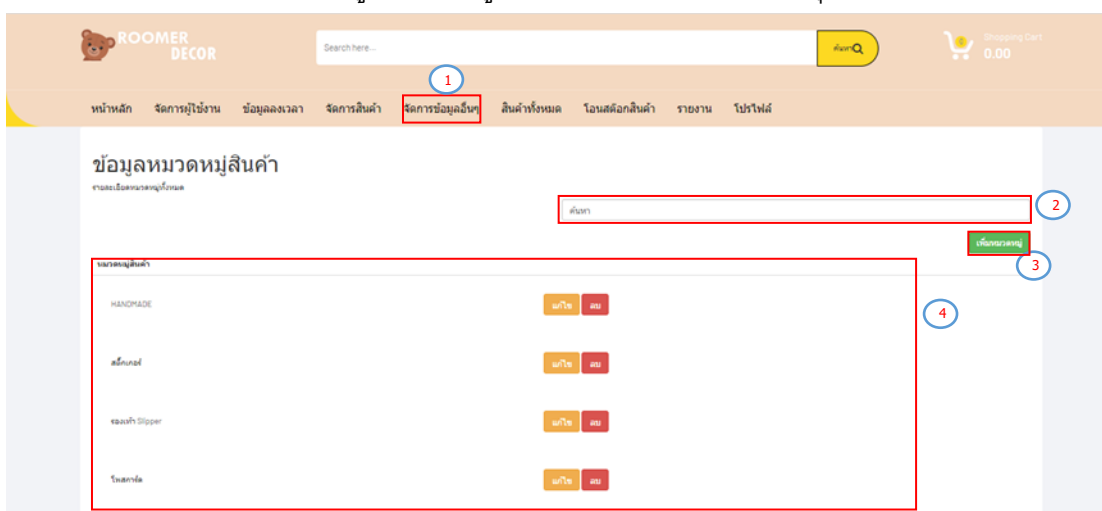 ROOMER
DECOR
Search here...
ค้นหา
0
Shopping Cart
0.00
1
หน้าหลัก จัดการผู้ใช้งาน ข้อมูลลงเวลา จัดการสินค้า จัดการข้อมูลอื่นๆ สินค้าทั้งหมด โอนสต๊อกสินค้า รายงาน โปรไฟล์
ข้อมูลหมวดหมู่สินค้า
รายละเอียดหมวดหมู่ทั้งหมด
ค้นหา
2
เพิ่มหมวดหมู่
3
หมวดหมู่สินค้า
HANDMADE แก้ไข ลบ
4
สติ๊กเกอร์ แก้ไข ลบ
รองเท้า Slipper แก้ไข ลบ
โพสการ์ด แก้ไข ลบ